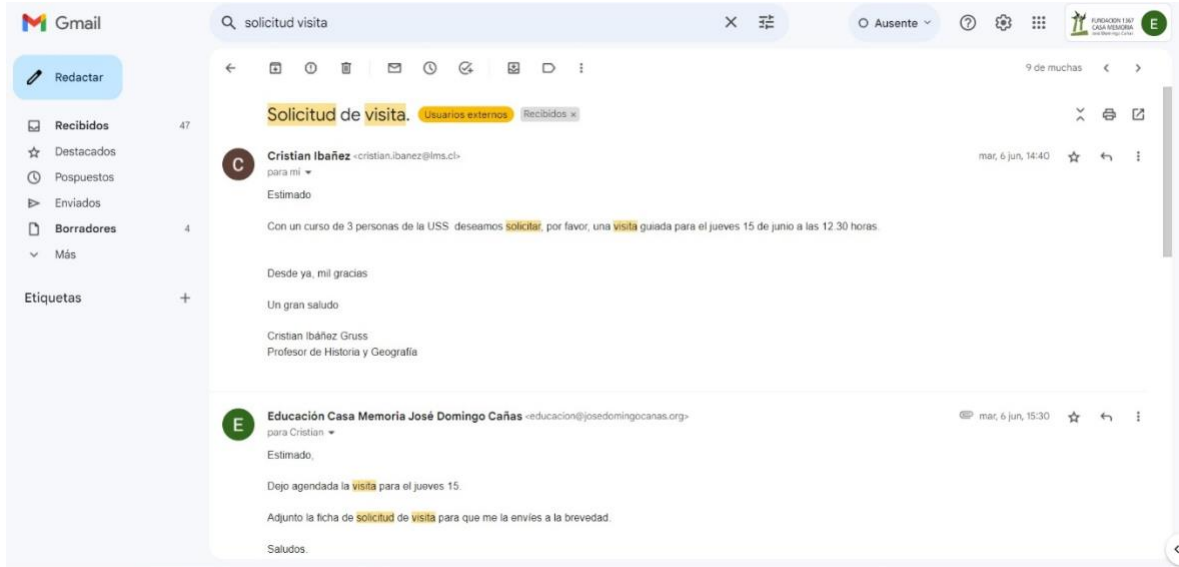 Gmail
solicitud visita
Ausente
FUNDACION 1367
CASA MEMORIA
E
Redactar
9 de muchas
Solicitud de visita. Usuarios externos Recibidos x
Recibidos 47
Destacados
Pospuestos
Enviados
Borradores 4
Más
Etiquetas
C
Cristian Ibañez <cristian.ibanez@lms.cl> mar, 6 jun, 14:40
para mí
Estimado
Con un curso de 3 personas de la USS deseamos solicitar, por favor, una visita guiada para el jueves 15 de junio a las 12.30 horas.
Desde ya, mil gracias
Un gran saludo
Cristian Ibáñez Gruss
Profesor de Historia y Geografía
E
Educación Casa Memoria José Domingo Cañas <educacion@josedomingocanas.org> mar, 6 jun, 15:30
para Cristian
Estimado,
Dejo agendada la visita para el jueves 15.
Adjunto la ficha de solicitud de visita para que me la envíes a la brevedad.
Saludos.